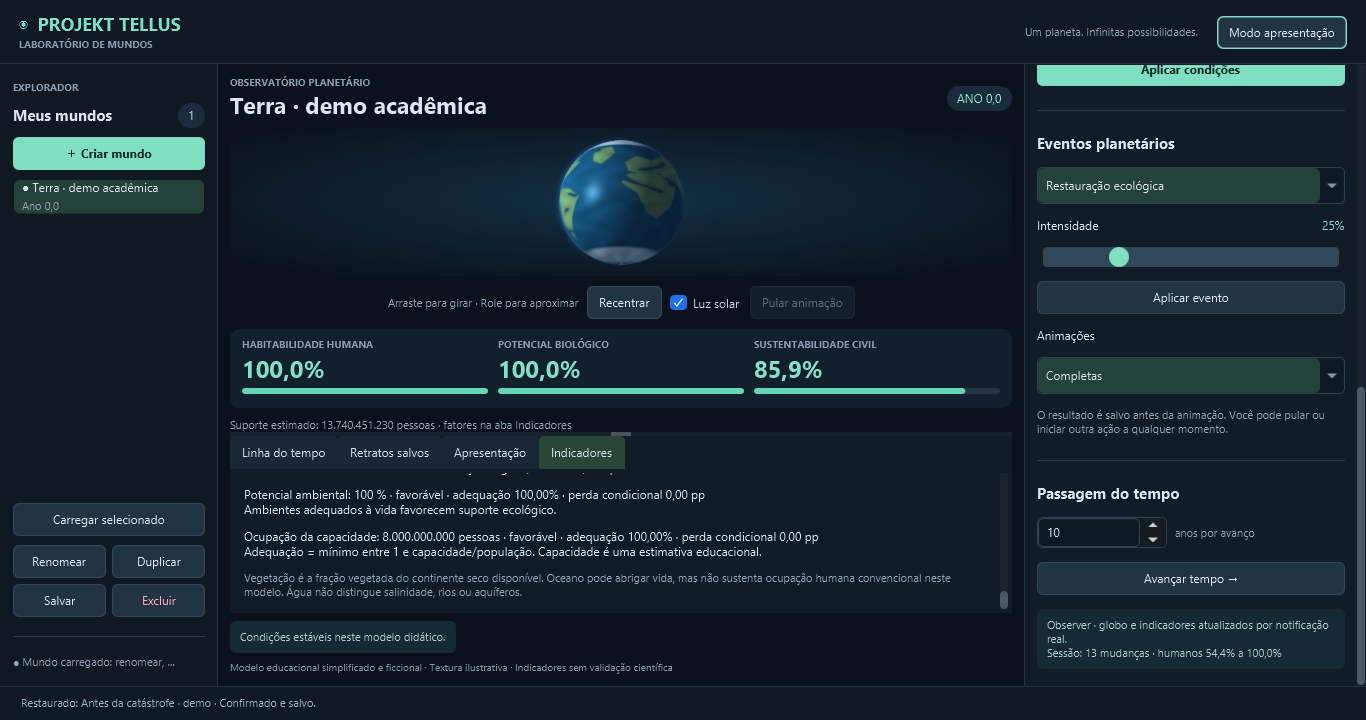 PROJEKT TELLUS
LABORATÓRIO DE MUNDOS
Um planeta. Infinitas possibilidades.
Modo apresentação
EXPLORADOR
Meus mundos
1
+ Criar mundo
● Terra · demo acadêmica
Ano 0,0
Carregar selecionado
Renomear
Duplicar
Salvar
Excluir
● Mundo carregado: renomear, ...
OBSERVATÓRIO PLANETÁRIO
Terra · demo acadêmica
ANO 0,0
Arraste para girar · Role para aproximar
Recentrar
Luz solar
Pular animação
HABITABILIDADE HUMANA
100,0%
POTENCIAL BIOLÓGICO
100,0%
SUSTENTABILIDADE CIVIL
85,9%
Suporte estimado: 13.740.451.230 pessoas · fatores na aba Indicadores
Linha do tempo
Retratos salvos
Apresentação
Indicadores
Potencial ambiental: 100 % · favorável · adequação 100,00% · perda condicional 0,00 pp
Ambientes adequados à vida favorecem suporte ecológico.
Ocupação da capacidade: 8.000.000.000 pessoas · favorável · adequação 100,00% · perda condicional 0,00 pp
Adequação = mínimo entre 1 e capacidade/população. Capacidade é uma estimativa educacional.
Vegetação é a fração vegetada do continente seco disponível. Oceano pode abrigar vida, mas não sustenta ocupação humana convencional neste
modelo. Água não distingue salinidade, rios ou aquíferos.
Condições estáveis neste modelo didático.
Modelo educacional simplificado e ficcional · Textura ilustrativa · Indicadores sem validação científica
Aplicar condições
Eventos planetários
Restauração ecológica
Intensidade
25%
Aplicar evento
Animações
Completas
O resultado é salvo antes da animação. Você pode pular ou
iniciar outra ação a qualquer momento.
Passagem do tempo
10
anos por avanço
Avançar tempo →
Observer · globo e indicadores atualizados por notificação
real.
Sessão: 13 mudanças · humanos 54,4% a 100,0%
Restaurado: Antes da catástrofe · demo · Confirmado e salvo.